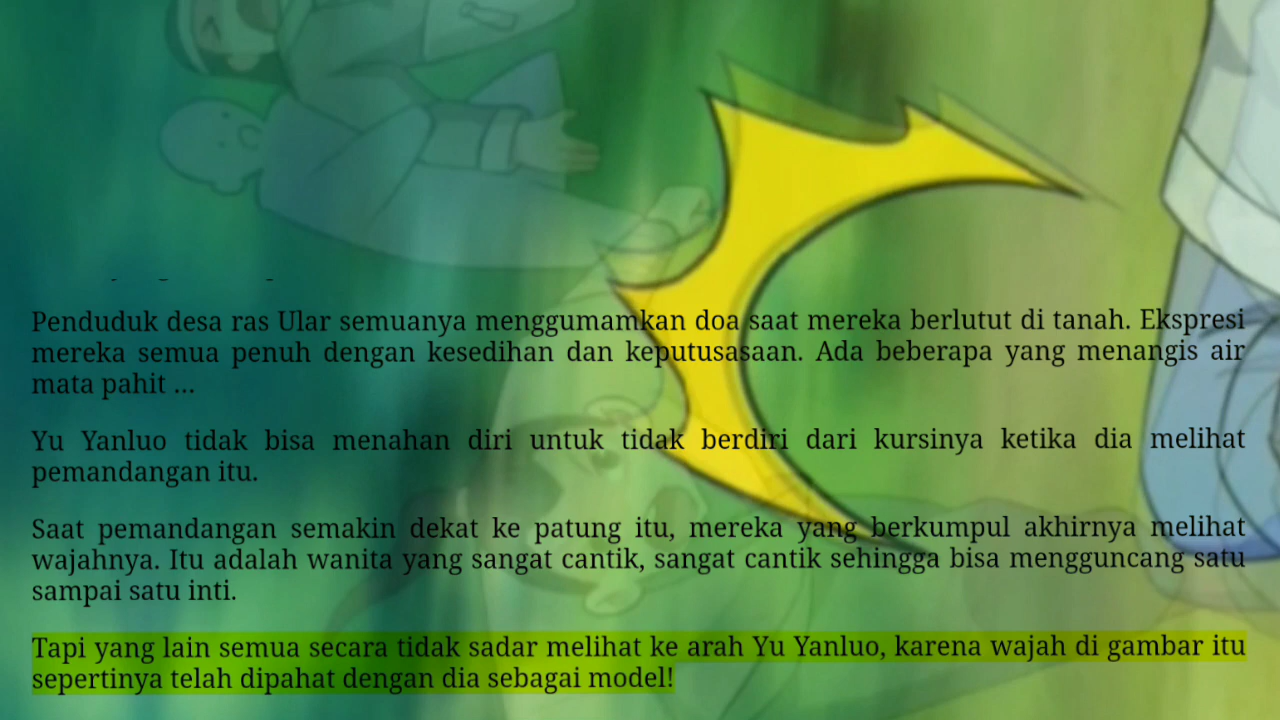 Penduduk desa ras Ular semuanya menggumamkan doa saat mereka berlutut di tanah. Ekspresi
mereka semua penuh dengan kesedihan dan keputusasaan. Ada beberapa yang menangis air
mata pahit ...
Yu Yanluo tidak bisa menahan diri untuk tidak berdiri dari kursinya ketika dia melihat
pemandangan itu.
Saat pemandangan semakin dekat ke patung itu, mereka yang berkumpul akhirnya melihat
wajahnya. Itu adalah wanita yang sangat cantik, sangat cantik sehingga bisa mengguncang satu
sampai satu inti.
Tapi yang lain semua secara tidak sadar melihat ke arah Yu Yanluo, karena wajah di gambar itu
sepertinya telah dipahat dengan dia sebagai model!